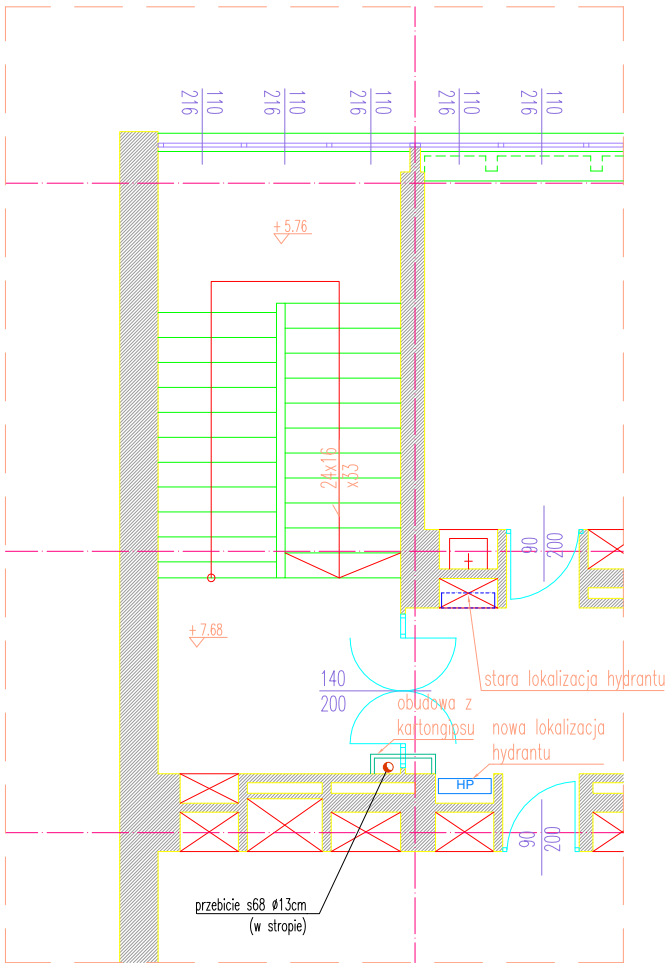 110
216
110
216
110
216
110
216
110
216
+ 5.76
24x16
x33
90
200
+ 7.68
stara lokalizacja hydrantu
140
200
obudowa z
kartongipsu
nowa lokalizacja
hydrantu
HP
90
200
przebicie s68 ø13cm
(w stropie)